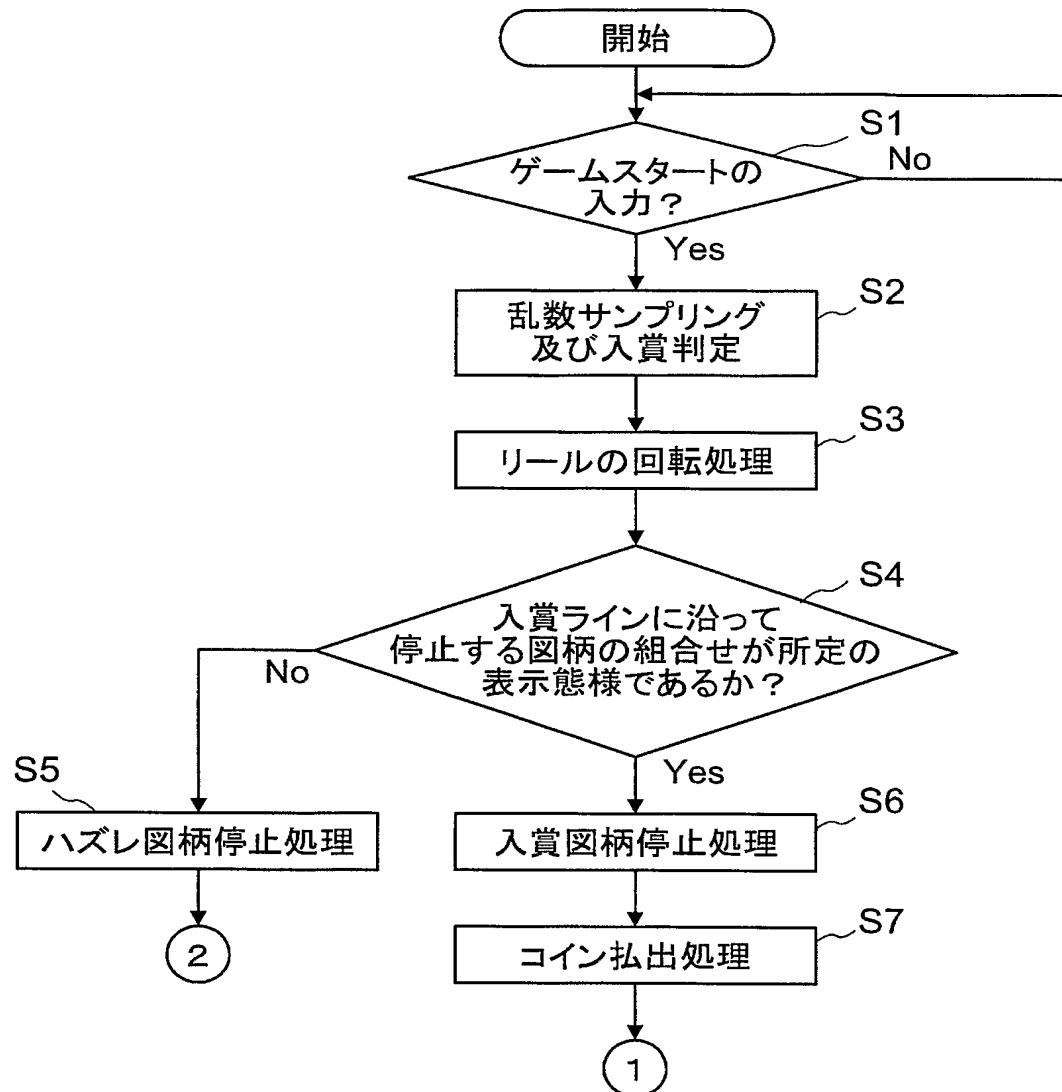 開始
S1
ゲームスタートの
入力?
No
Yes
S2
乱数サンプリング
及び入賞判定
S3
リールの回転処理
S4
入賞ラインに沿って
停止する図柄の組合せが所定の
表示態様であるか?
No
Yes
S5
ハズレ図柄停止処理
S6
入賞図柄停止処理
2
S7
コイン払出処理
1